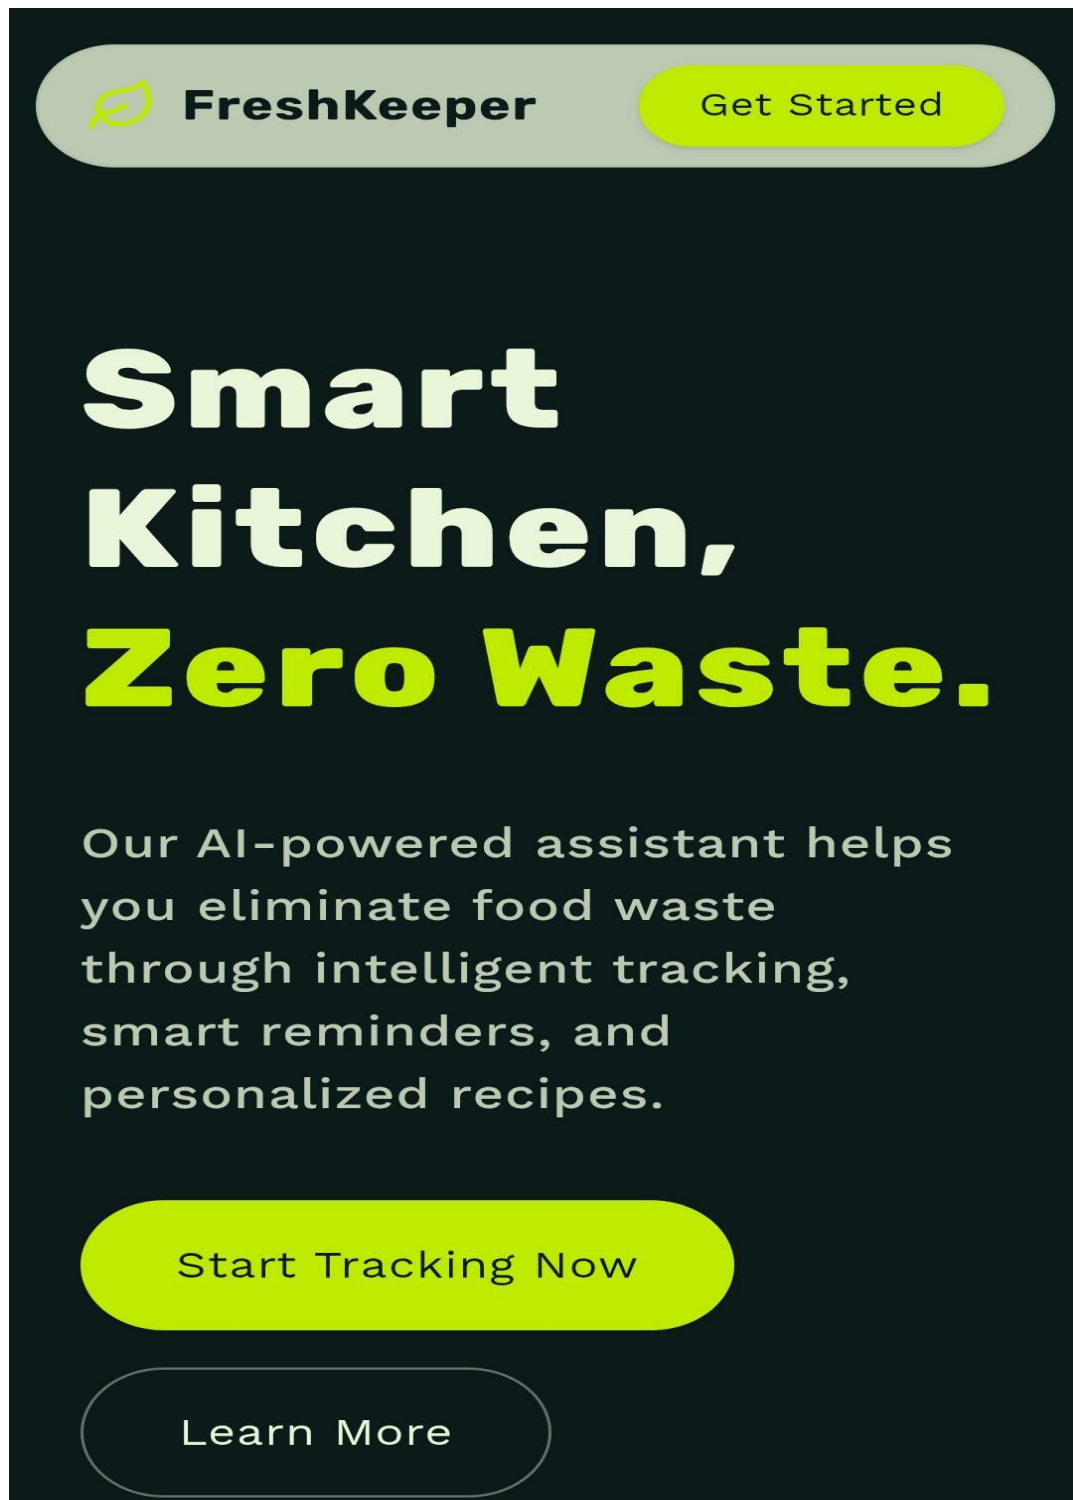 FreshKeeper
Get Started
Smart
Kitchen,
Zero Waste.
Our AI-powered assistant helps
you eliminate food waste
through intelligent tracking,
smart reminders, and
personalized recipes.
Start Tracking Now
Learn More